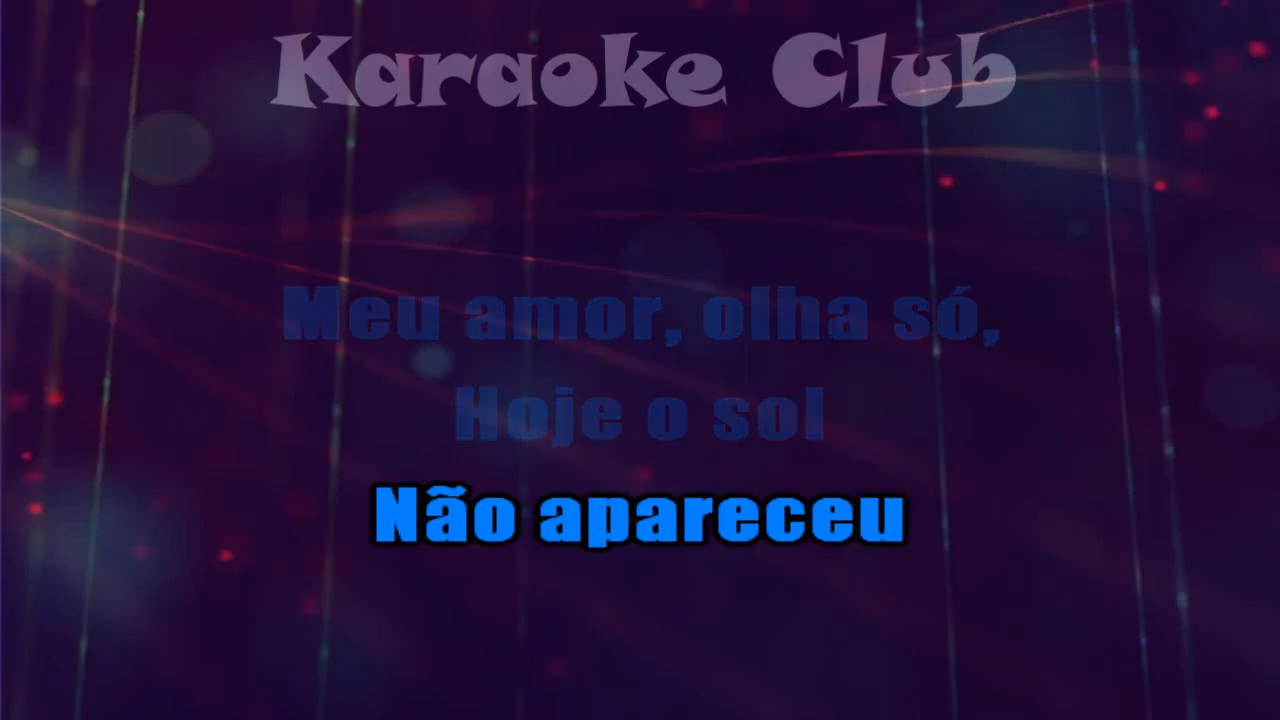 Karaoke Club
Meu amor, olha só,
Hoje o sol
Não apareceu